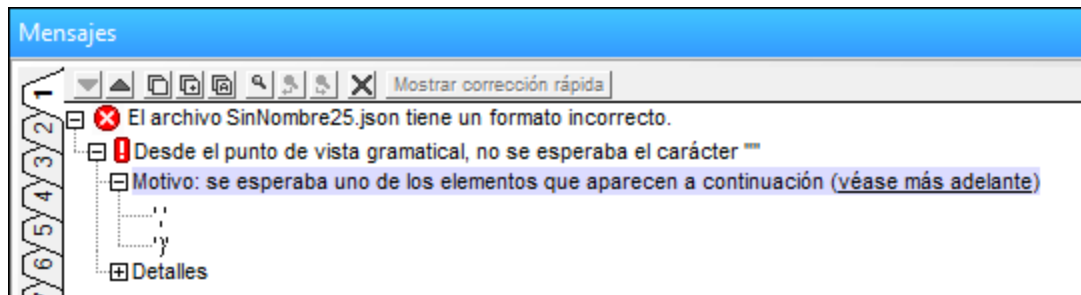 Mensajes
Mostrar corrección rápida
1
El archivo SinNombre25.json tiene un formato incorrecto.
2
Desde el punto de vista gramatical, no se esperaba el carácter '"'
3
Motivo: se esperaba uno de los elementos que aparecen a continuación (véase más adelante)
4
','
5
'}'
6
Detalles